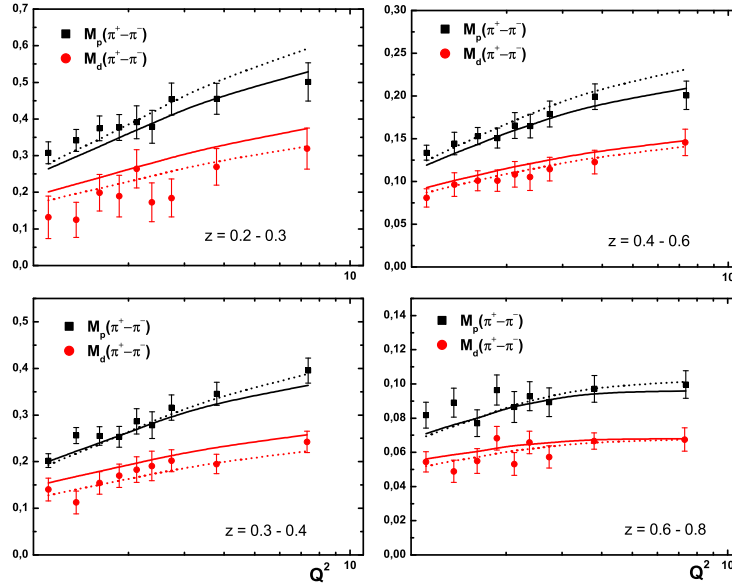 0,7
0,6
0,5
0,4
0,3
0,2
0,1
0,0
M_p(π⁺−π⁻)
M_d(π⁺−π⁻)
z = 0.2 - 0.3
10
0,30
0,25
0,20
0,15
0,10
0,05
0,00
M_p(π⁺−π⁻)
M_d(π⁺−π⁻)
z = 0.4 - 0.6
10
0,5
0,4
0,3
0,2
0,1
0,0
M_p(π⁺−π⁻)
M_d(π⁺−π⁻)
z = 0.3 - 0.4
Q² 10
0,14
0,12
0,10
0,08
0,06
0,04
0,02
0,00
M_p(π⁺−π⁻)
M_d(π⁺−π⁻)
z = 0.6 - 0.8
Q² 10